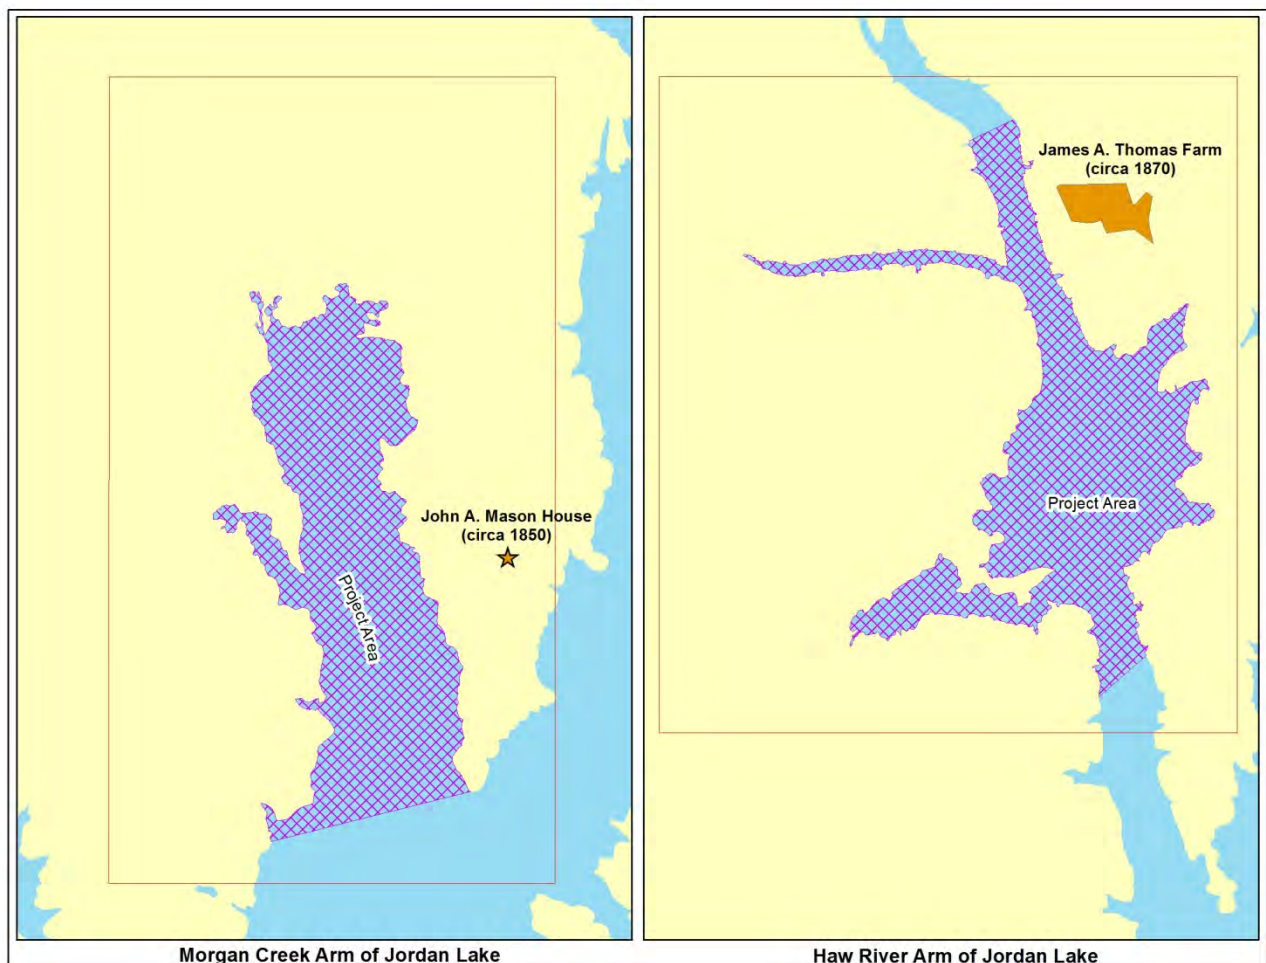 John A. Mason House
(circa 1850)
Project Area
Morgan Creek Arm of Jordan Lake
James A. Thomas Farm
(circa 1870)
Project Area
Haw River Arm of Jordan Lake